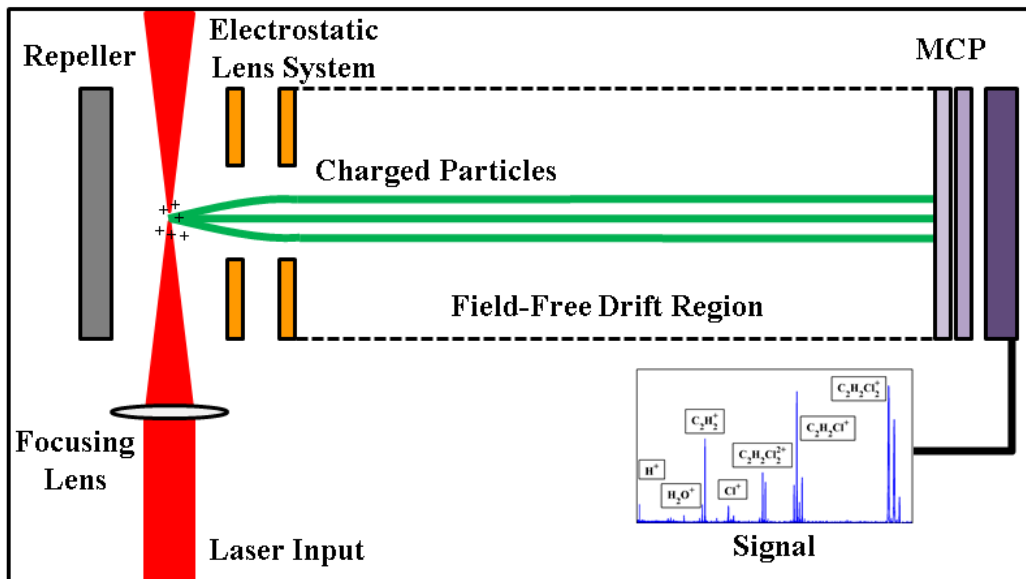 Repeller
Electrostatic
Lens System
MCP
+ + + + + +
Charged Particles
Field-Free Drift Region
Focusing
Lens
Laser Input
H⁺
H₂O⁺
C₂H₂⁺
Cl⁺
C₂H₂Cl₂²⁺
C₂H₂Cl⁺
C₂H₂Cl₂⁺
Signal